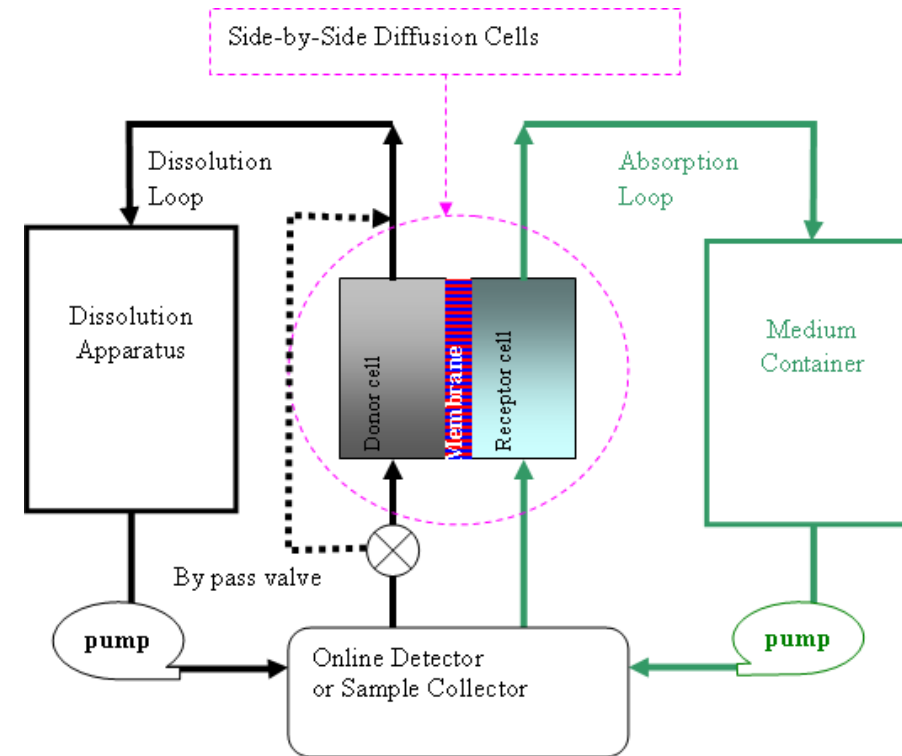 Side-by-Side Diffusion Cells
Dissolution
Loop
Absorption
Loop
Dissolution
Apparatus
Donor cell
Membrane
Receptor cell
Medium
Container
By pass valve
pump
Online Detector
or Sample Collector
pump